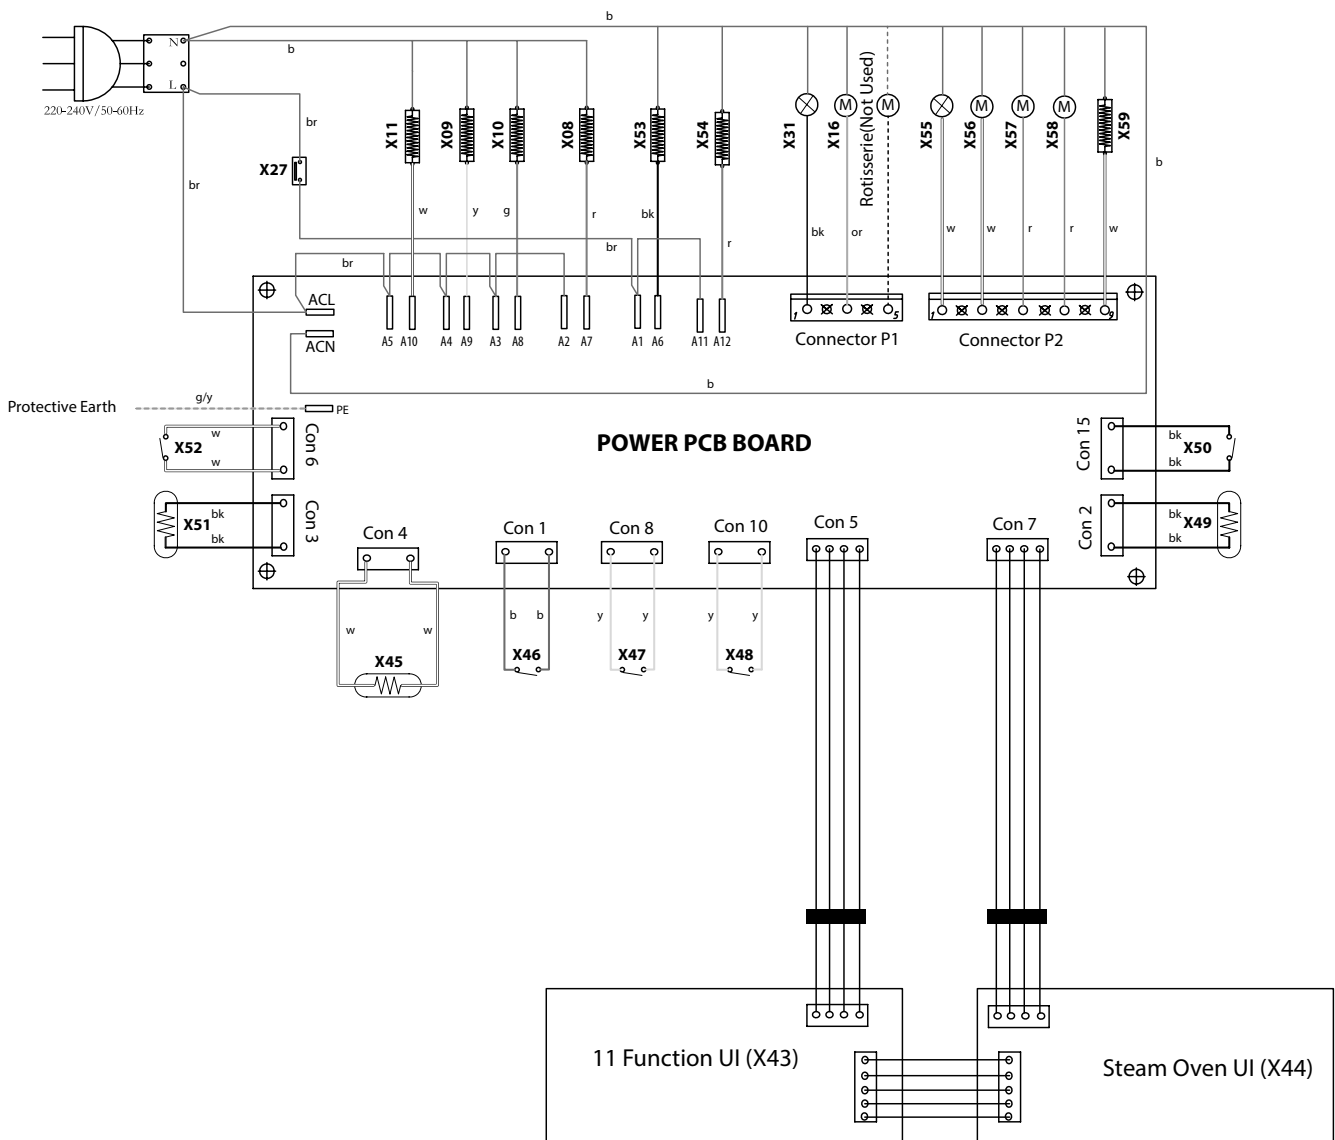 b
N
b
L
220-240V/50-60Hz
br
X27
br
X11
X09
X10
X08
X53
X54
X31
X16
Rotisserie(Not Used)
M
M
X55
X56
X57
X58
X59
M
M
M
b
w
y
g
r
bk
r
bk
or
w
w
r
r
w
br
br
ACL
ACN
A5
A10
A4
A9
A3
A8
A2
A7
A1
A6
A11
A12
1
5
Connector P1
1
9
Connector P2
b
Protective Earth
g/y
PE
POWER PCB BOARD
w
X52
w
Con 6
bk
X51
bk
Con 3
Con 15
bk
X50
bk
Con 2
bk
X49
bk
Con 4
Con 1
Con 8
Con 10
Con 5
Con 7
w
w
X45
b
b
X46
y
y
X47
y
y
X48
11 Function UI (X43)
Steam Oven UI (X44)